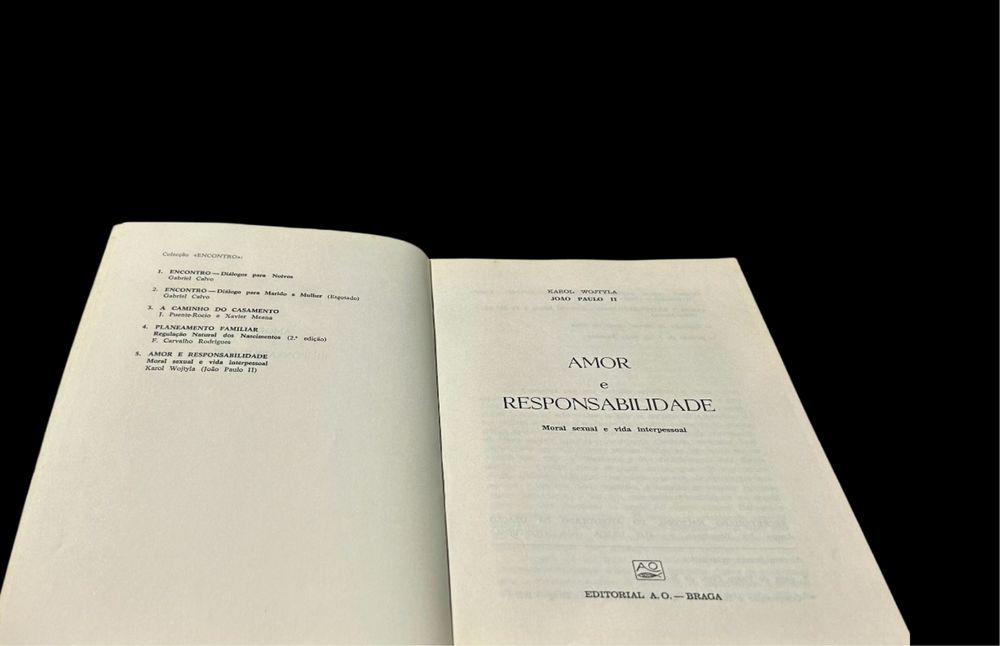 Colecção «ENCONTRO»:
1. ENCONTRO — Diálogos para Noivos
Gabriel Calvo
2. ENCONTRO — Diálogo para Marido e Mulher (Esgotado)
Gabriel Calvo
3. A CAMINHO DO CASAMENTO
J. Puente-Rocio e Xavier Meena
4. PLANEAMENTO FAMILIAR
Regulação Natural dos Nascimentos (2.ª edição)
F. Carvalho Rodrigues
5. AMOR E RESPONSABILIDADE
Moral sexual e vida interpessoal
Karol Wojtyla (João Paulo II)
KAROL WOJTYLA
JOÃO PAULO II
AMOR
e
RESPONSABILIDADE
Moral sexual e vida interpessoal
AO
EDITORIAL A. O. — BRAGA